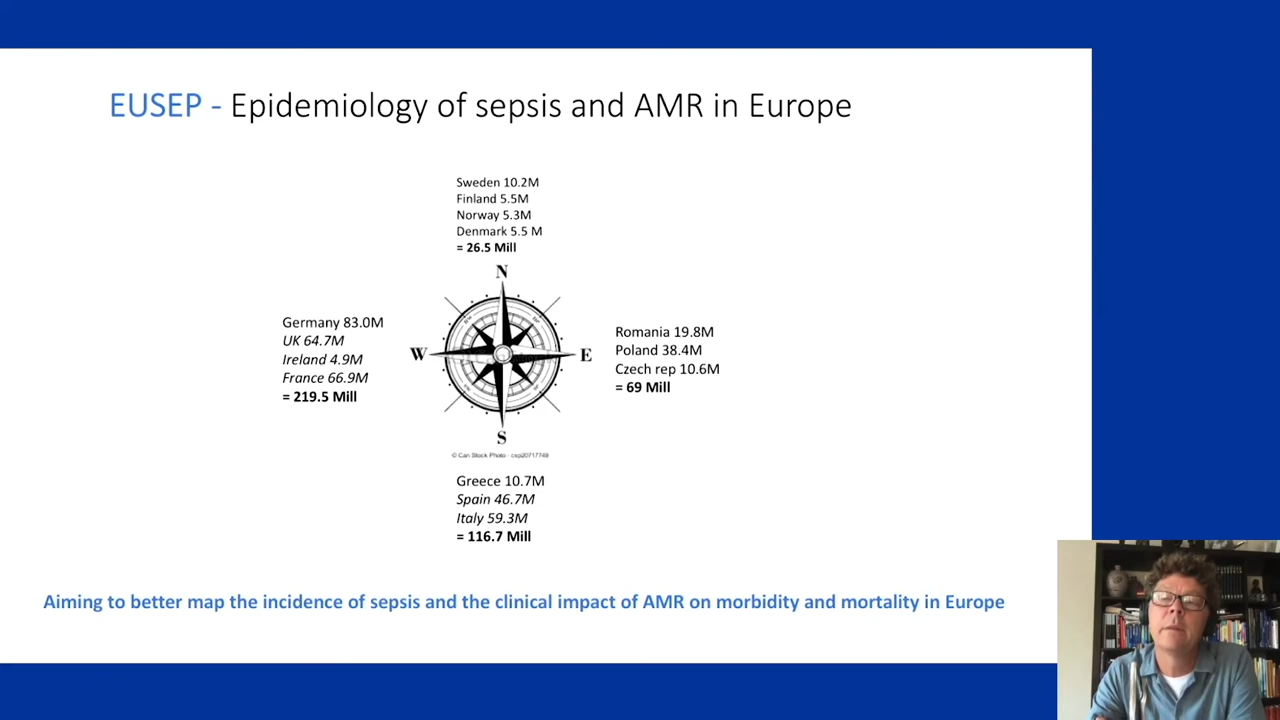 EUSEP - Epidemiology of sepsis and AMR in Europe
Sweden 10.2M
Finland 5.5M
Norway 5.3M
Denmark 5.5 M
= 26.5 Mill
N
Germany 83.0M
UK 64.7M
Ireland 4.9M
France 66.9M
= 219.5 Mill
W
E
Romania 19.8M
Poland 38.4M
Czech rep 10.6M
= 69 Mill
S
© Can Stock Photo - csp20717749
Greece 10.7M
Spain 46.7M
Italy 59.3M
= 116.7 Mill
Aiming to better map the incidence of sepsis and the clinical impact of AMR on morbidity and mortality in Europe